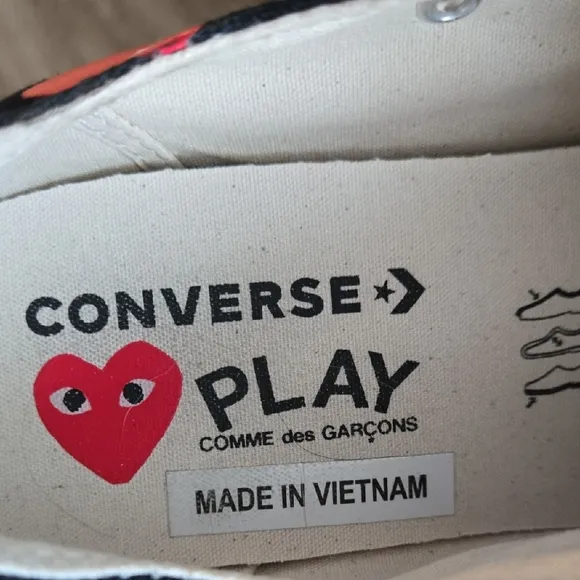 CONVERSE
PLAY
COMME des GARÇONS
MADE IN VIETNAM